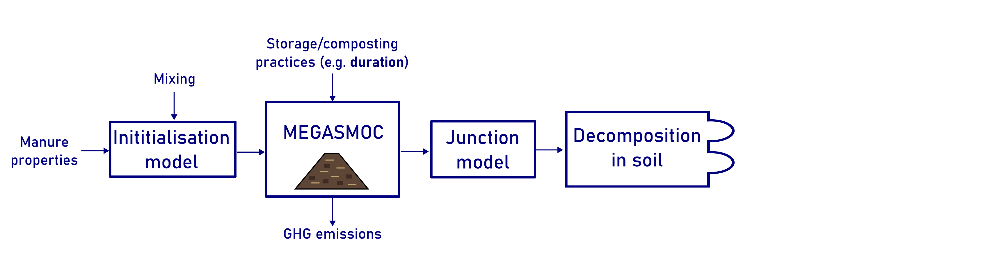 Storage/composting
practices (e.g. duration)
Mixing
Manure
properties
Inititialisation
model
MEGASMOC
Junction
model
Decomposition
in soil
GHG emissions